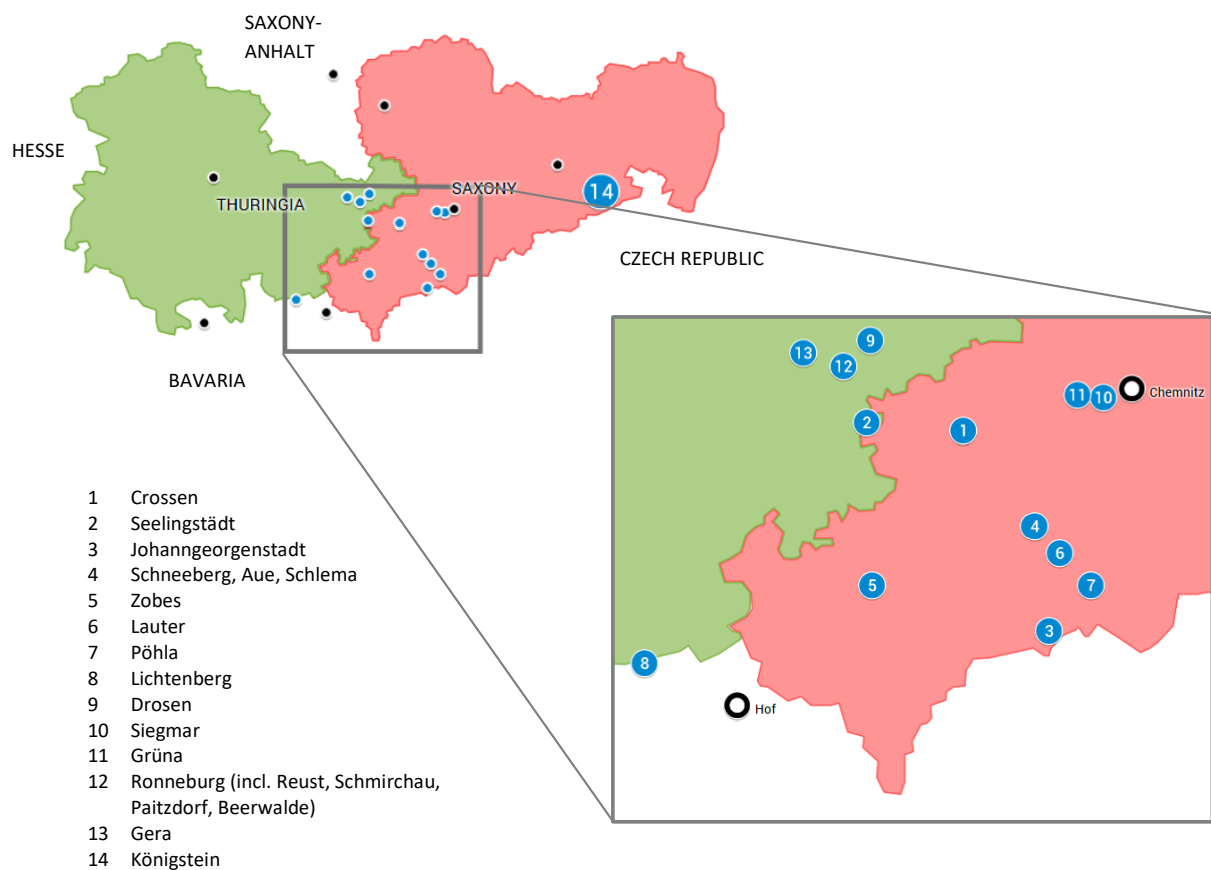 SAXONY-
ANHALT
HESSE
THURINGIA
SAXONY
14
CZECH REPUBLIC
BAVARIA
9
13
12
11
10
Chemnitz
2
1
4
6
5
7
3
8
Hof
1 Crossen
2 Seelingstädt
3 Johanngeorgenstadt
4 Schneeberg, Aue, Schlema
5 Zobes
6 Lauter
7 Pöhla
8 Lichtenberg
9 Drosen
10 Siegmar
11 Grüna
12 Ronneburg (incl. Reust, Schmirchau,
Paitzdorf, Beerwalde)
13 Gera
14 Königstein